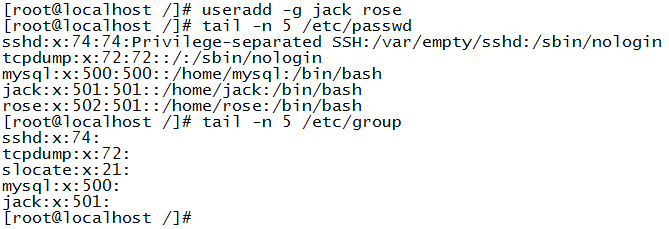 [root@localhost /]# useradd -g jack rose
[root@localhost /]# tail -n 5 /etc/passwd
sshd:x:74:74:Privilege-separated SSH:/var/empty/sshd:/sbin/nologin
tcpdump:x:72:72::/:/sbin/nologin
mysql:x:500:500::/home/mysql:/bin/bash
jack:x:501:501::/home/jack:/bin/bash
rose:x:502:501::/home/rose:/bin/bash
[root@localhost /]# tail -n 5 /etc/group
sshd:x:74:
tcpdump:x:72:
slocate:x:21:
mysql:x:500:
jack:x:501:
[root@localhost /]#